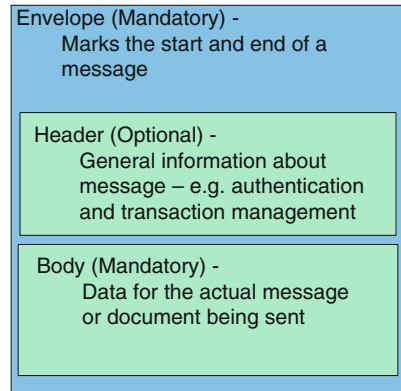 Envelope (Mandatory) -
Marks the start and end of a
message
Header (Optional) -
General information about
message – e.g. authentication
and transaction management
Body (Mandatory) -
Data for the actual message
or document being sent